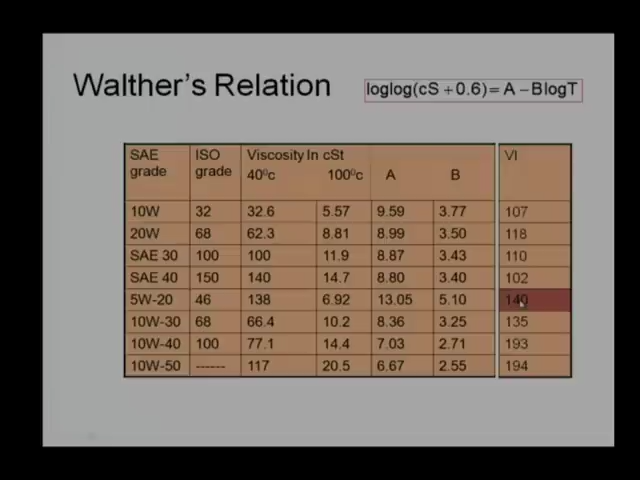 Walther's Relation
loglog(cS + 0.6) = A – BlogT
SAE grade ISO grade Viscosity In cSt VI
40⁰c 100⁰c A B
10W 32 32.6 5.57 9.59 3.77 107
20W 68 62.3 8.81 8.99 3.50 118
SAE 30 100 100 11.9 8.87 3.43 110
SAE 40 150 140 14.7 8.80 3.40 102
5W-20 46 138 6.92 13.05 5.10 140
10W-30 68 66.4 10.2 8.36 3.25 135
10W-40 100 77.1 14.4 7.03 2.71 193
10W-50 ------ 117 20.5 6.67 2.55 194